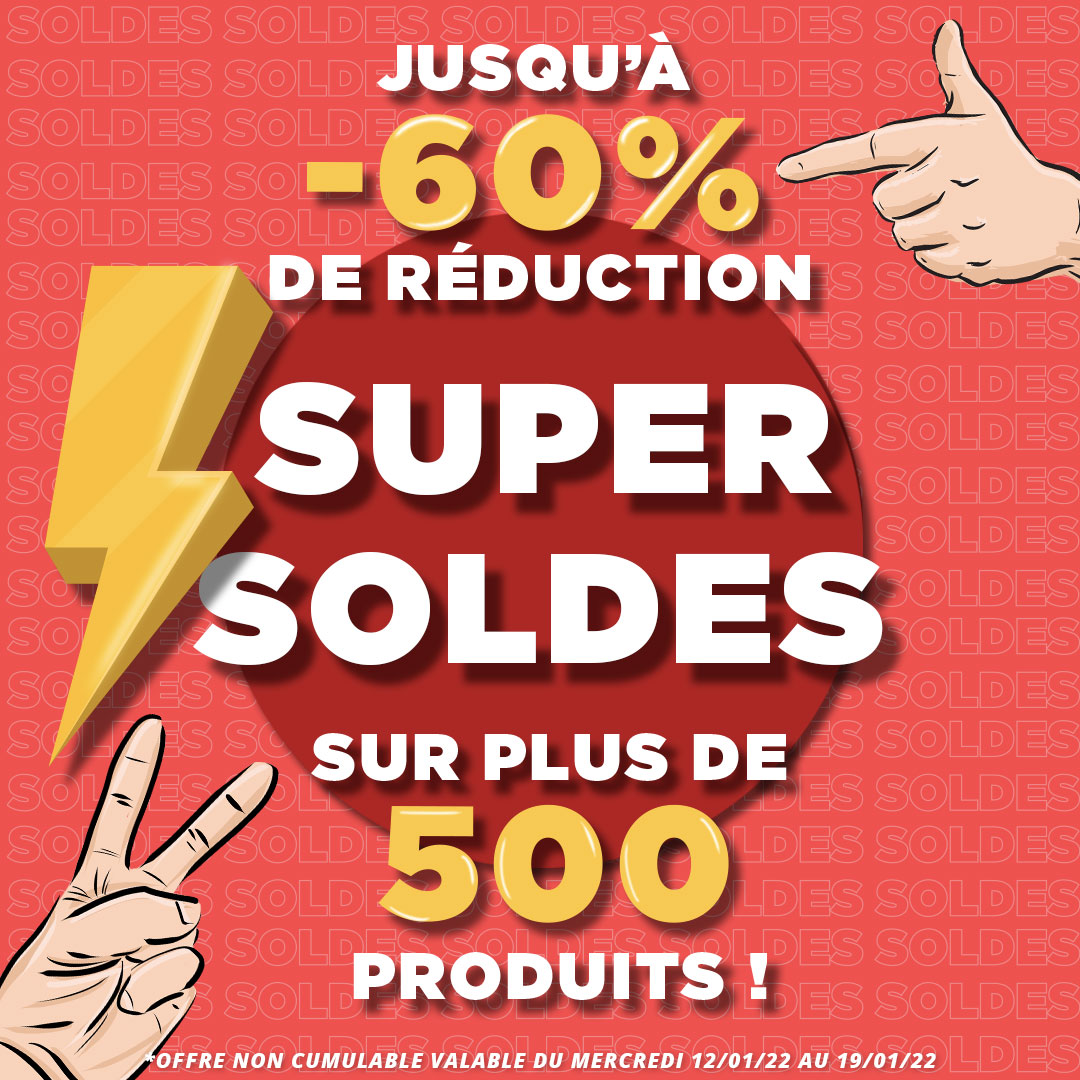 JUSQU'À
-60%
DE RÉDUCTION
SUPER
SOLDES
SUR PLUS DE
500
PRODUITS !
*OFFRE NON CUMULABLE VALABLE DU MERCREDI 12/01/22 AU 19/01/22